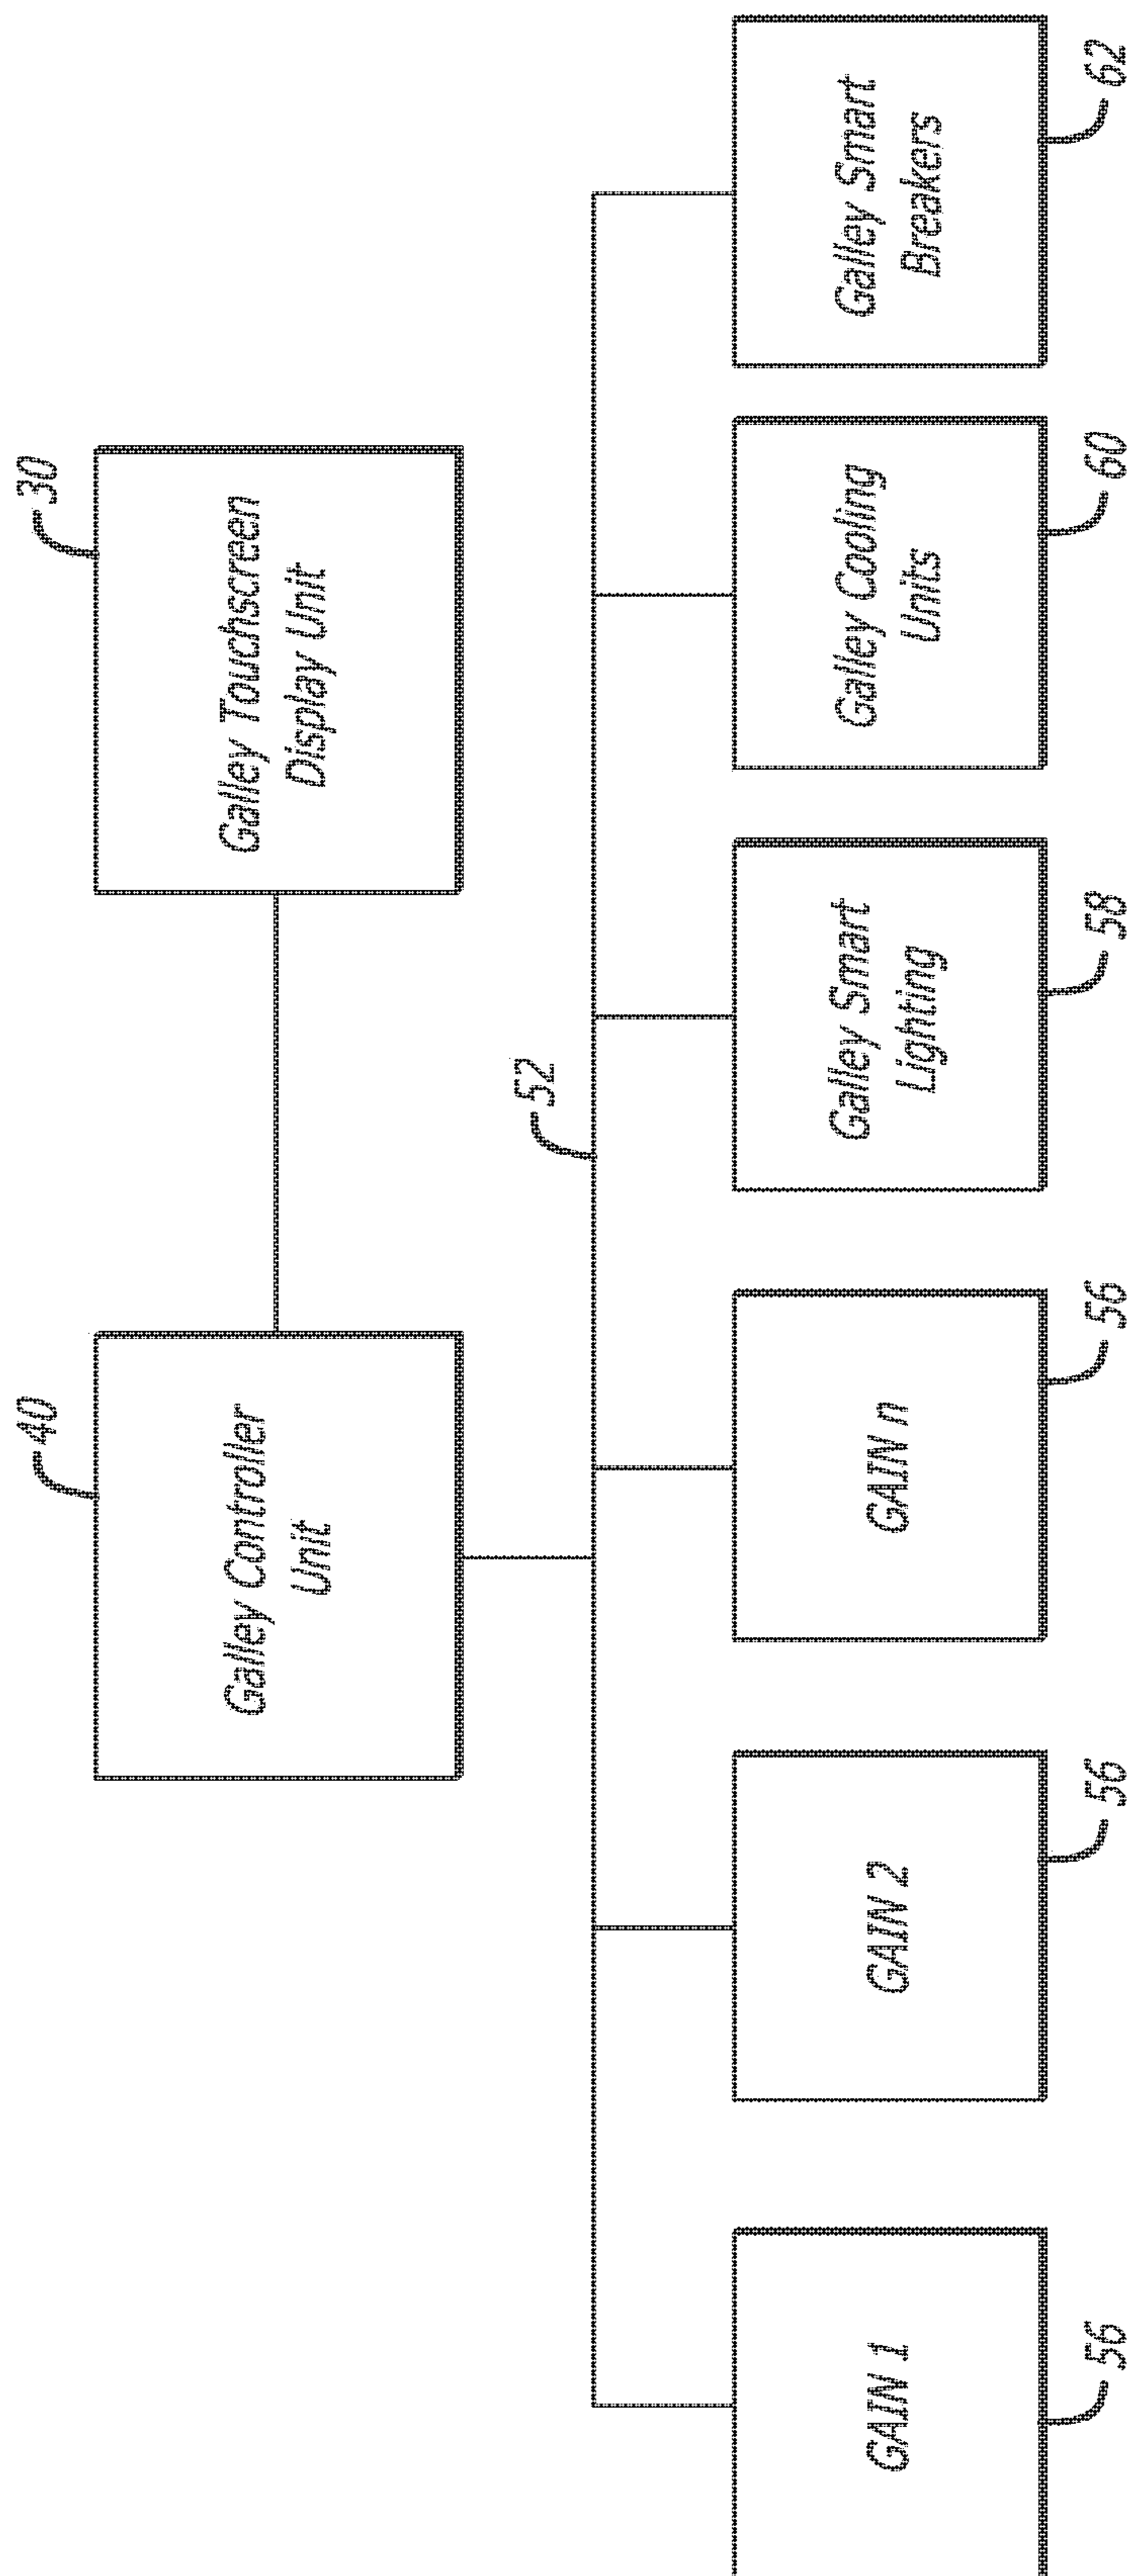 40
Galley Controller
Unit
30
Galley Touchscreen
Display Unit
52
GAIN 1
56
GAIN 2
56
GAIN n
56
Galley Smart
Lighting
58
Galley Cooling
Units
60
Galley Smart
Breakers
62